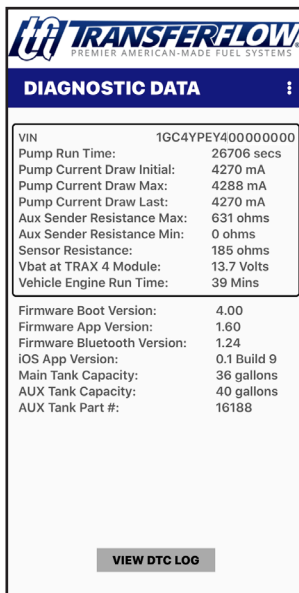 tfi TRANSFER FLOW®
PREMIER AMERICAN-MADE FUEL SYSTEMS
DIAGNOSTIC DATA
VIN 1GC4YPEY400000000
Pump Run Time: 26706 secs
Pump Current Draw Initial: 4270 mA
Pump Current Draw Max: 4288 mA
Pump Current Draw Last: 4270 mA
Aux Sender Resistance Max: 631 ohms
Aux Sender Resistance Min: 0 ohms
Sensor Resistance: 185 ohms
Vbat at TRAX 4 Module: 13.7 Volts
Vehicle Engine Run Time: 39 Mins
Firmware Boot Version: 4.00
Firmware App Version: 1.60
Firmware Bluetooth Version: 1.24
iOS App Version: 0.1 Build 9
Main Tank Capacity: 36 gallons
AUX Tank Capacity: 40 gallons
AUX Tank Part #: 16188
VIEW DTC LOG